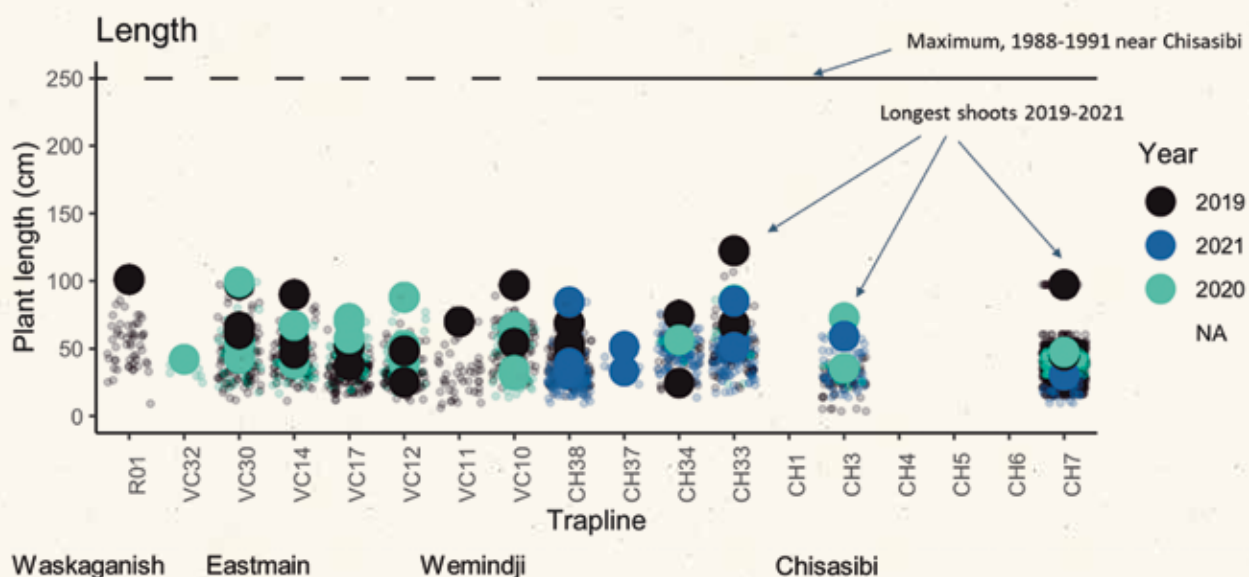 Length
Maximum, 1988-1991 near Chisasibi
Longest shoots 2019-2021
Plant length (cm)
250
200
150
100
50
0
Year
2019
2021
2020
NA
R01
VC32
VC30
VC14
VC17
VC12
VC11
VC10
CH38
CH37
CH34
CH33
CH1
CH3
CH4
CH5
CH6
CH7
Trapline
Waskaganish Eastmain Wemindji Chisasibi